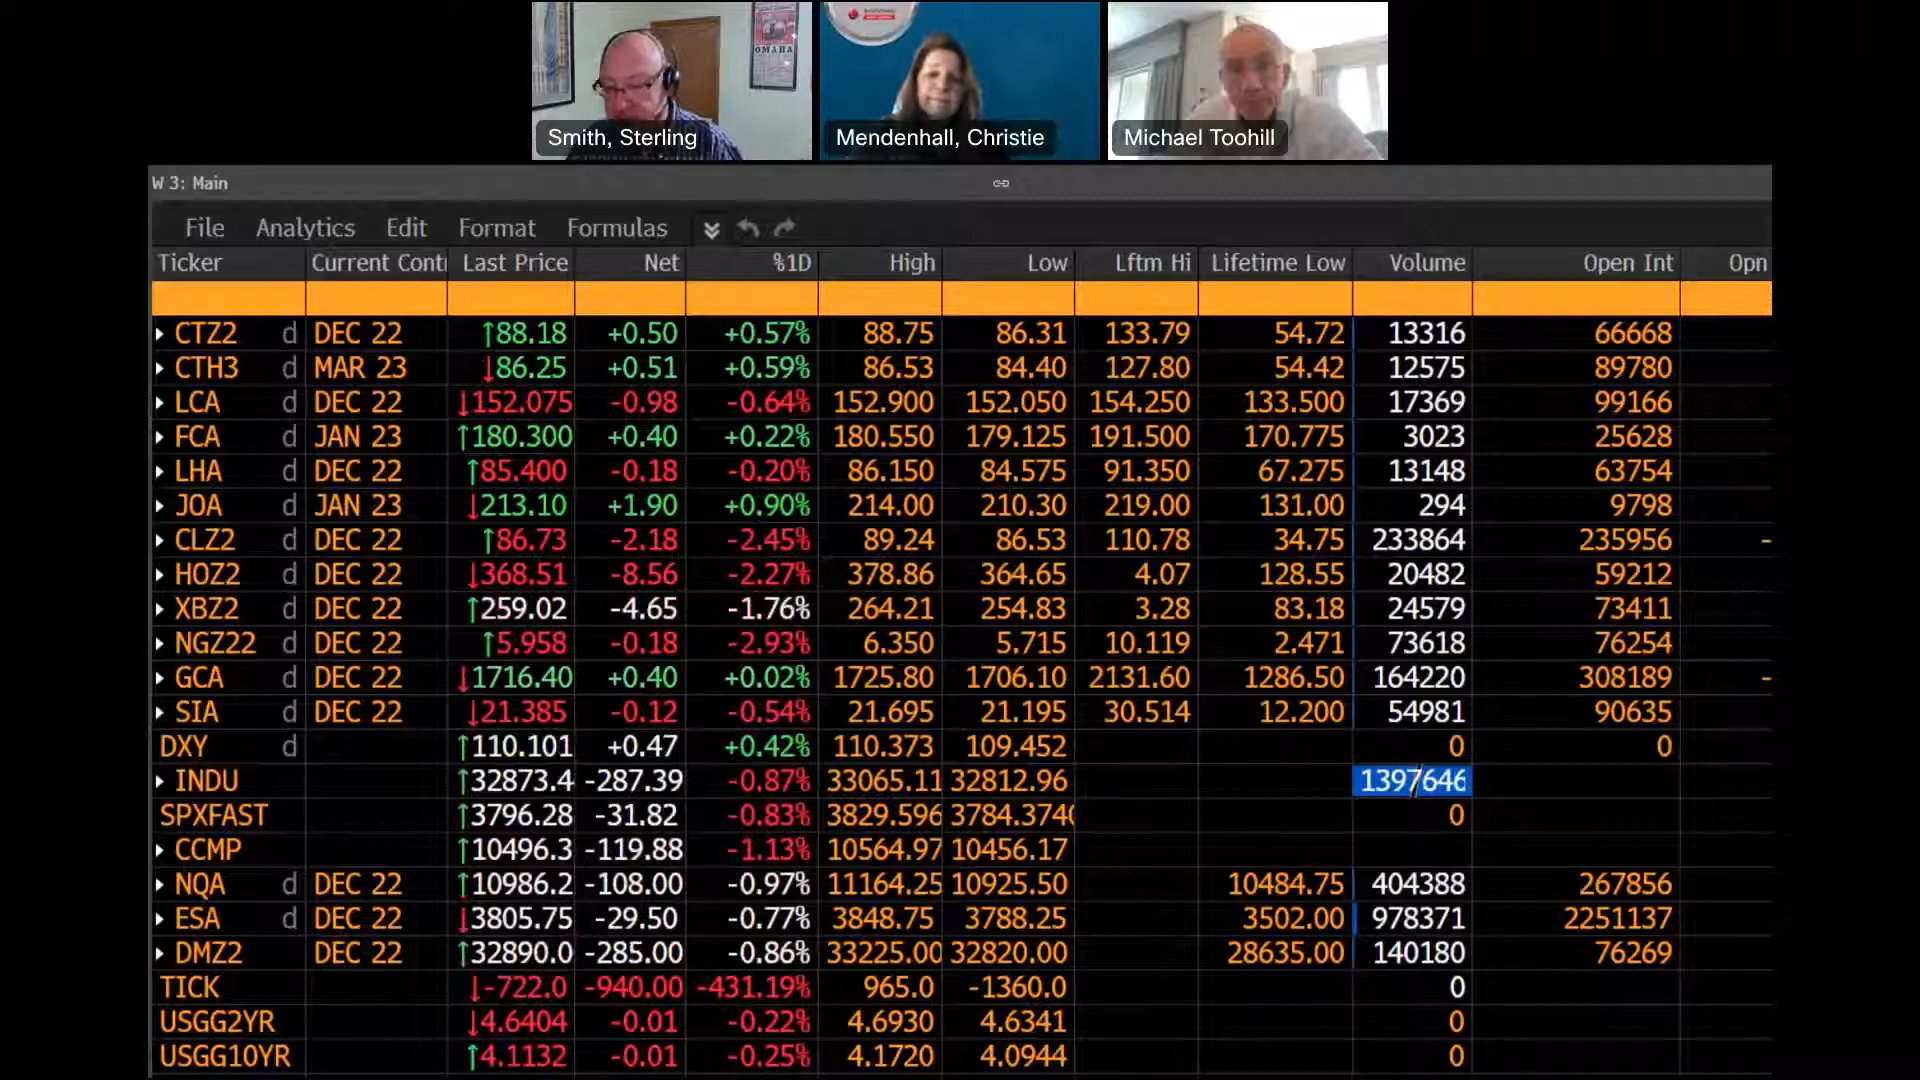 OMAHA
Smith, Sterling
Mendenhall, Christie
Michael Toohill
W 3: Main
File Analytics Edit Format Formulas
Ticker Current Cont Last Price Net %1D High Low Lftm Hi Lifetime Low Volume Open Int Opn
CTZ2 d DEC 22 ↑88.18 +0.50 +0.57% 88.75 86.31 133.79 54.72 13316 66668
CTH3 d MAR 23 ↓86.25 +0.51 +0.59% 86.53 84.40 127.80 54.42 12575 89780
LCA d DEC 22 ↓152.075 -0.98 -0.64% 152.900 152.050 154.250 133.500 17369 99166
FCA d JAN 23 ↑180.300 +0.40 +0.22% 180.550 179.125 191.500 170.775 3023 25628
LHA d DEC 22 ↑85.400 -0.18 -0.20% 86.150 84.575 91.350 67.275 13148 63754
JOA d JAN 23 ↓213.10 +1.90 +0.90% 214.00 210.30 219.00 131.00 294 9798
CLZ2 d DEC 22 ↑86.73 -2.18 -2.45% 89.24 86.53 110.78 34.75 233864 235956 -
HOZ2 d DEC 22 ↓368.51 -8.56 -2.27% 378.86 364.65 4.07 128.55 20482 59212
XBZ2 d DEC 22 ↑259.02 -4.65 -1.76% 264.21 254.83 3.28 83.18 24579 73411
NGZ22 d DEC 22 ↑5.958 -0.18 -2.93% 6.350 5.715 10.119 2.471 73618 76254
GCA d DEC 22 ↓1716.40 +0.40 +0.02% 1725.80 1706.10 2131.60 1286.50 164220 308189 -
SIA d DEC 22 ↓21.385 -0.12 -0.54% 21.695 21.195 30.514 12.200 54981 90635
DXY d ↑110.101 +0.47 +0.42% 110.373 109.452 0 0
INDU ↑32873.4 -287.39 -0.87% 33065.11 32812.96 1397646
SPXFAST ↑3796.28 -31.82 -0.83% 3829.596 3784.3740 0
CCMP ↑10496.3 -119.88 -1.13% 10564.97 10456.17
NQA d DEC 22 ↑10986.2 -108.00 -0.97% 11164.25 10925.50 10484.75 404388 267856
ESA d DEC 22 ↓3805.75 -29.50 -0.77% 3848.75 3788.25 3502.00 978371 2251137
DMZ2 DEC 22 ↑32890.0 -285.00 -0.86% 33225.00 32820.00 28635.00 140180 76269
TICK ↓-722.0 -940.00 -431.19% 965.0 -1360.0 0
USGG2YR ↓4.6404 -0.01 -0.22% 4.6930 4.6341 0
USGG10YR ↑4.1132 -0.01 -0.25% 4.1720 4.0944 0